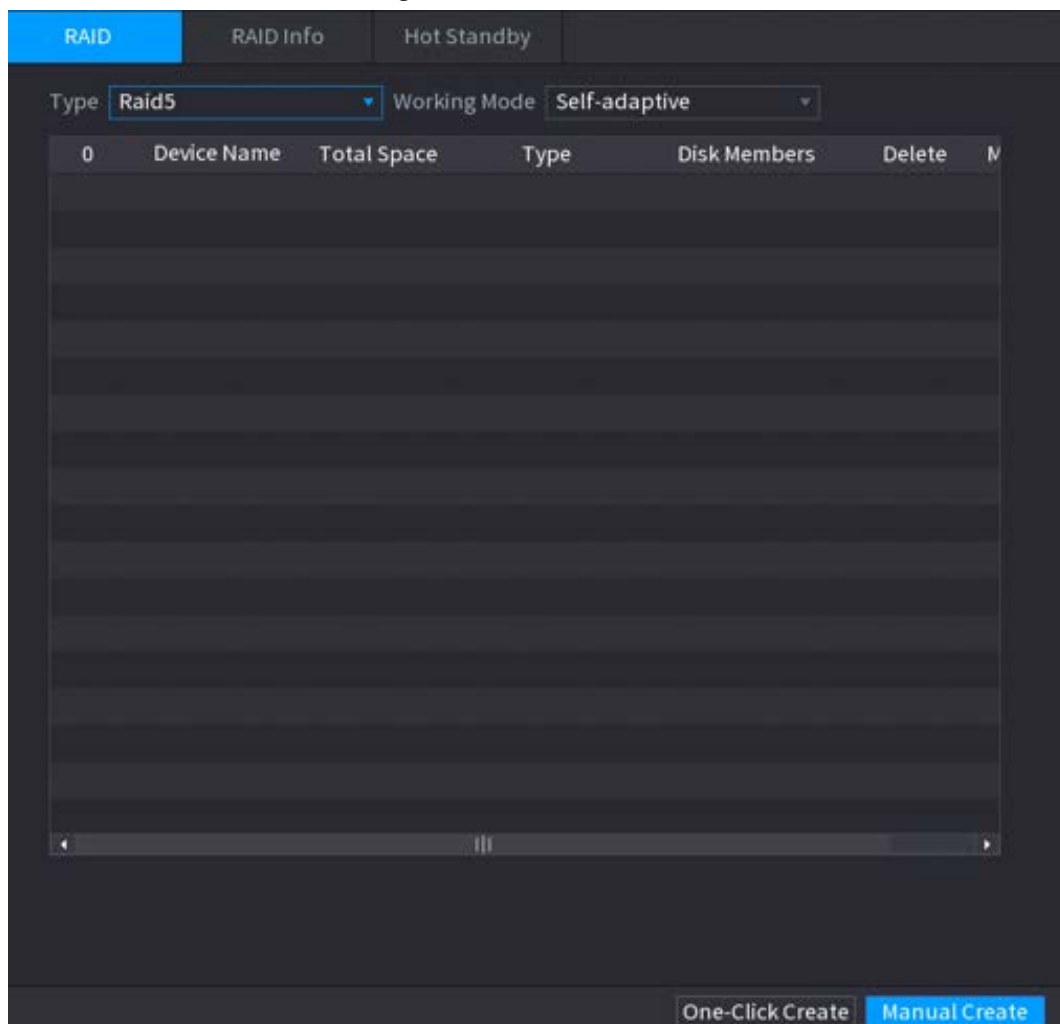 RAID RAID Info Hot Standby
Type Raid5 Working Mode Self-adaptive
0 Device Name Total Space Type Disk Members Delete
One-Click Create Manual Create